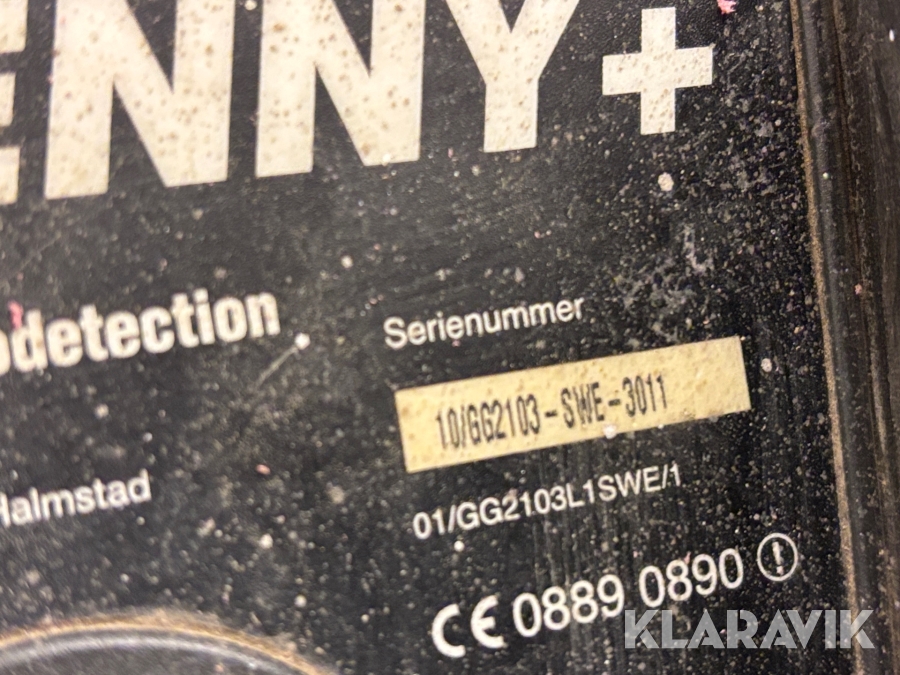 ENNY+
odetection
Serienummer
10/GG2103-SWE-3011
Halmstad
01/GG2103L1SWE/1
CE 0889 0890
KLARAVIK